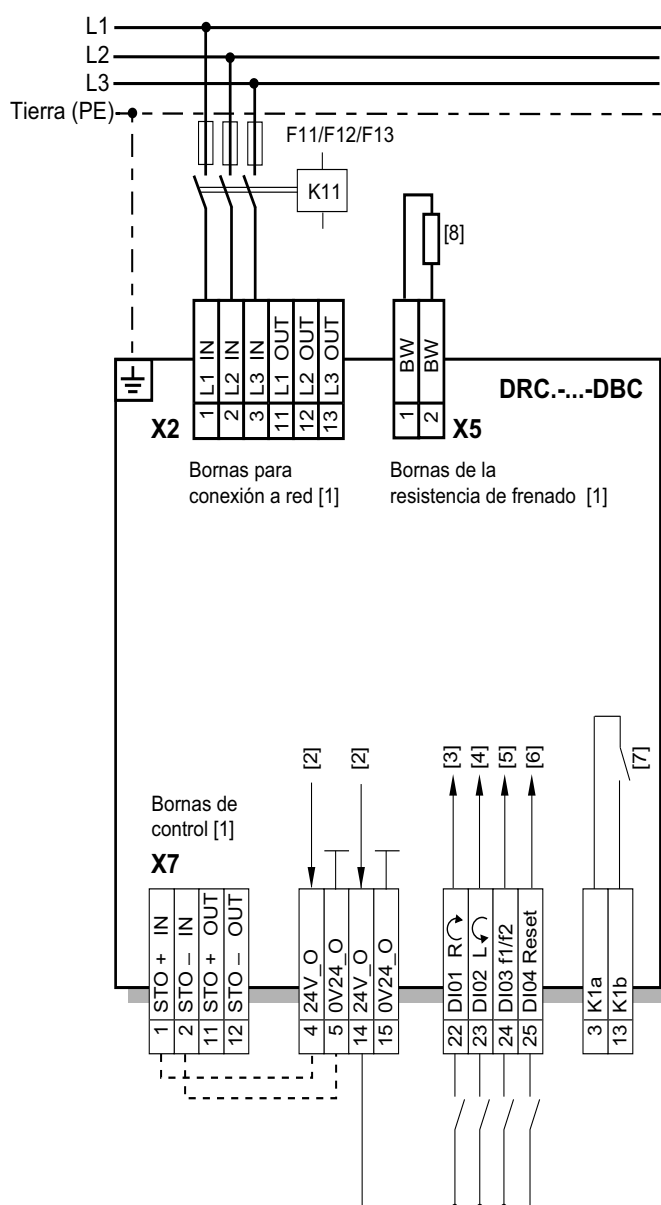 L1
L2
L3
Tierra (PE)
F11/F12/F13
K11
[8]
1 L1 IN
2 L2 IN
3 L3 IN
11 L1 OUT
12 L2 OUT
13 L3 OUT
1 BW
2 BW
DRC.-...-DBC
X2
X5
Bornas para
conexión a red [1]
Bornas de la
resistencia de frenado [1]
[2]
[2]
[3]
[4]
[5]
[6]
[7]
Bornas de
control [1]
X7
1 STO + IN
2 STO – IN
11 STO + OUT
12 STO – OUT
4 24V_O
5 0V24_O
14 24V_O
15 0V24_O
22 DI01 R
23 DI02 L
24 DI03 f1/f2
25 DI04 Reset
3 K1a
13 K1b